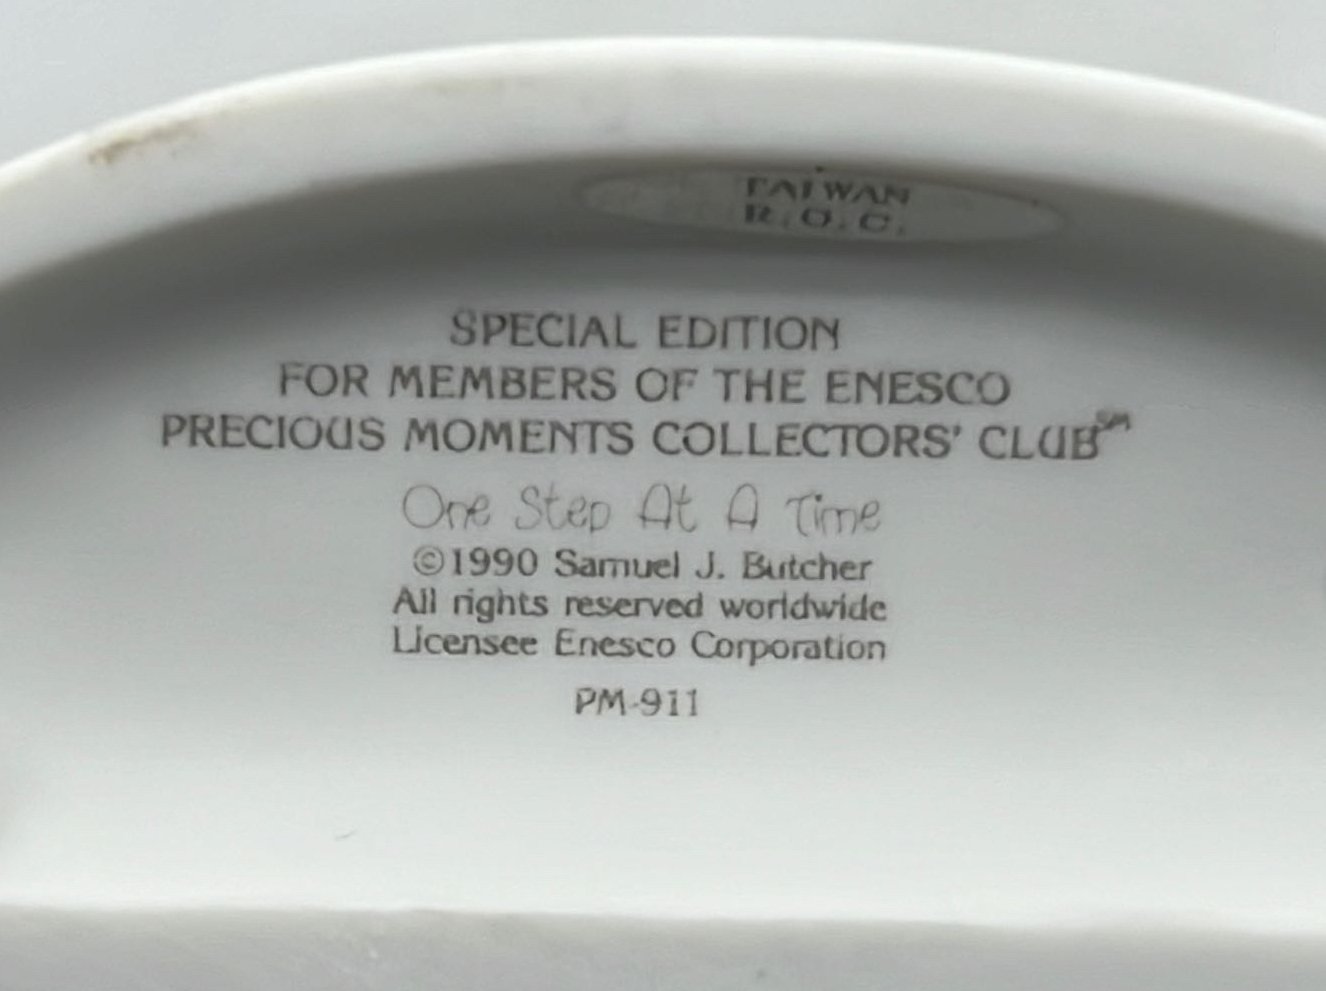 TAIWAN
R.O.C.
SPECIAL EDITION
FOR MEMBERS OF THE ENESCO
PRECIOUS MOMENTS COLLECTORS' CLUB℠
One Step At A Time
©1990 Samuel J. Butcher
All rights reserved worldwide
Licensee Enesco Corporation
PM-911